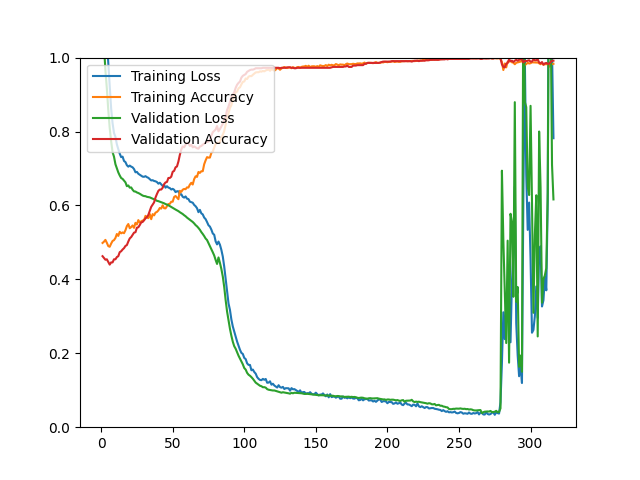 1.0
0.8
0.6
0.4
0.2
0.0
Training Loss
Training Accuracy
Validation Loss
Validation Accuracy
0 50 100 150 200 250 300